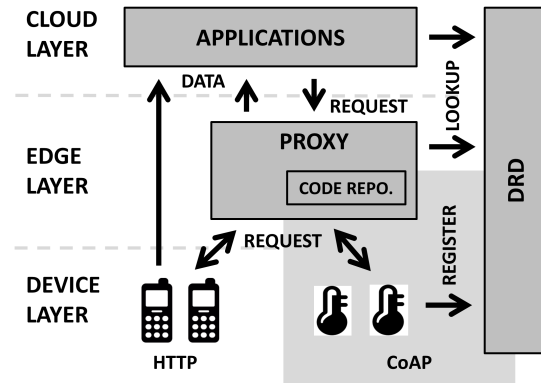 CLOUD
LAYER
APPLICATIONS
DATA
REQUEST
LOOKUP
EDGE
LAYER
PROXY
CODE REPO.
DRD
REQUEST
REGISTER
DEVICE
LAYER
HTTP
CoAP